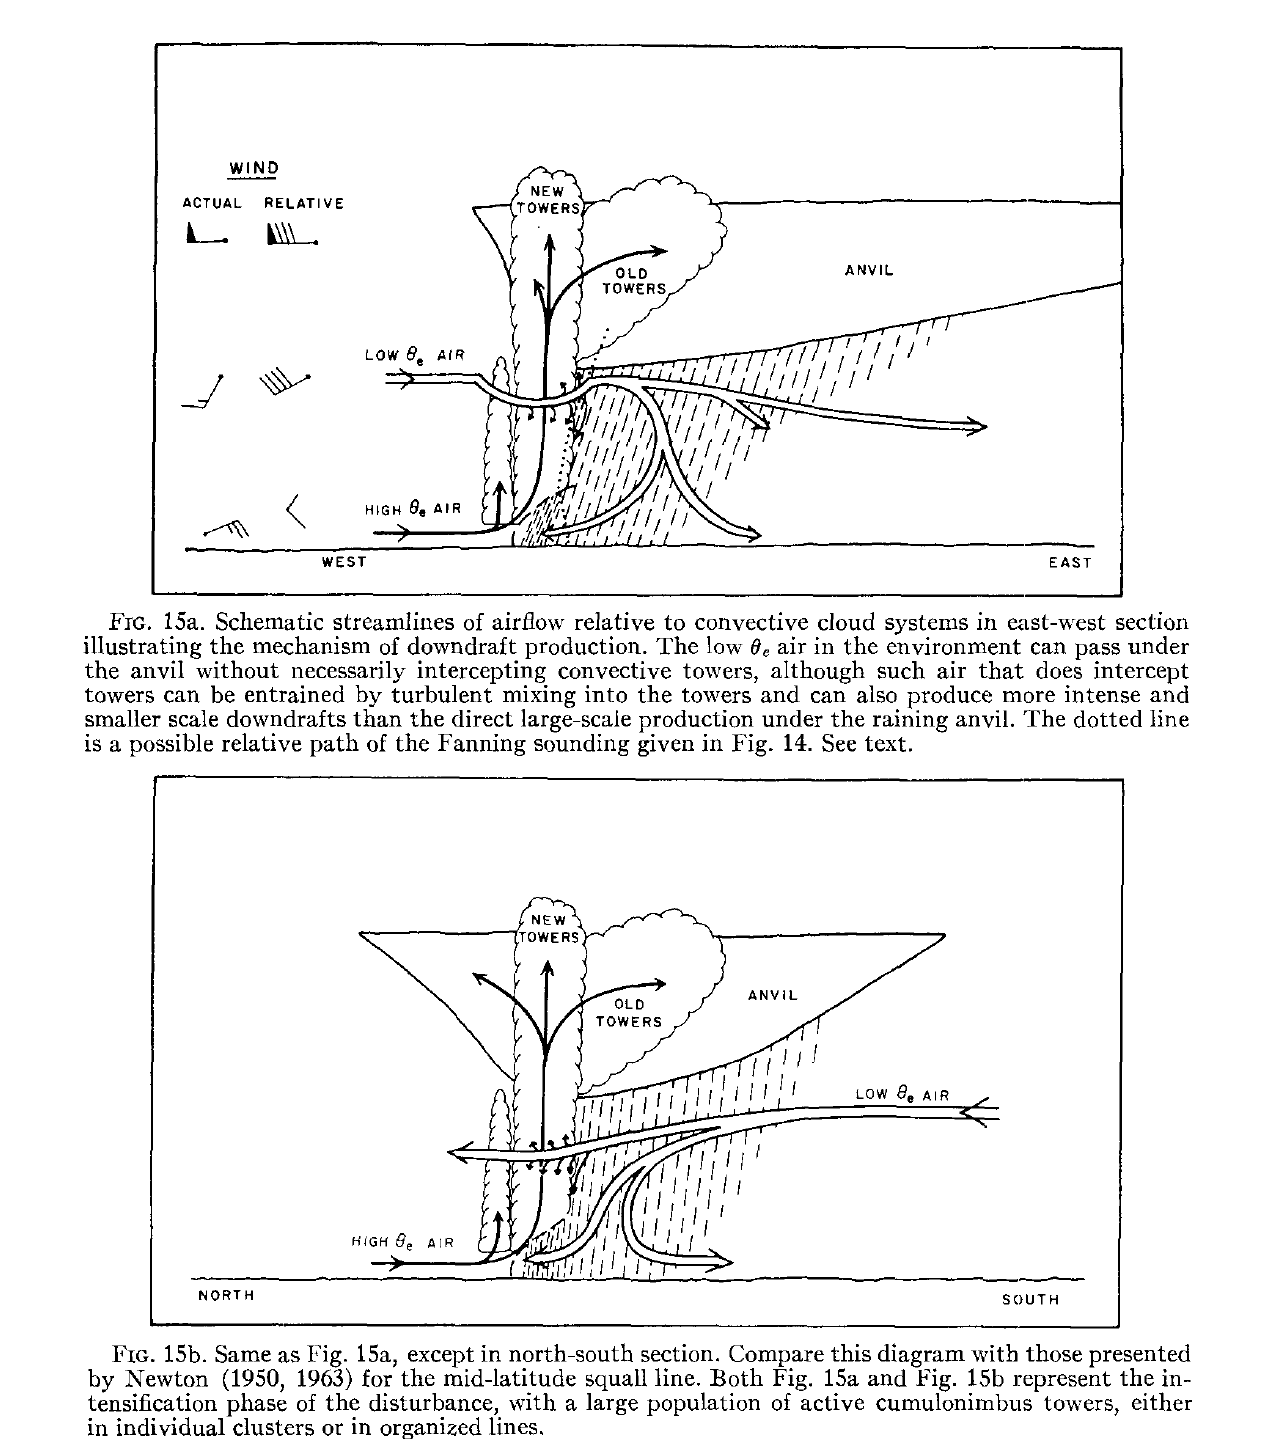 WIND
ACTUAL RELATIVE
NEW
TOWERS
OLD
TOWERS
ANVIL
LOW θe AIR
HIGH θe AIR
WEST
EAST
FIG. 15a. Schematic streamlines of airflow relative to convective cloud systems in east-west section
illustrating the mechanism of downdraft production. The low θe air in the environment can pass under
the anvil without necessarily intercepting convective towers, although such air that does intercept
towers can be entrained by turbulent mixing into the towers and can also produce more intense and
smaller scale downdrafts than the direct large-scale production under the raining anvil. The dotted line
is a possible relative path of the Fanning sounding given in Fig. 14. See text.
NEW
TOWERS
OLD
TOWERS
ANVIL
LOW θe AIR
HIGH θe AIR
NORTH
SOUTH
FIG. 15b. Same as Fig. 15a, except in north-south section. Compare this diagram with those presented
by Newton (1950, 1963) for the mid-latitude squall line. Both Fig. 15a and Fig. 15b represent the in-
tensification phase of the disturbance, with a large population of active cumulonimbus towers, either
in individual clusters or in organized lines.